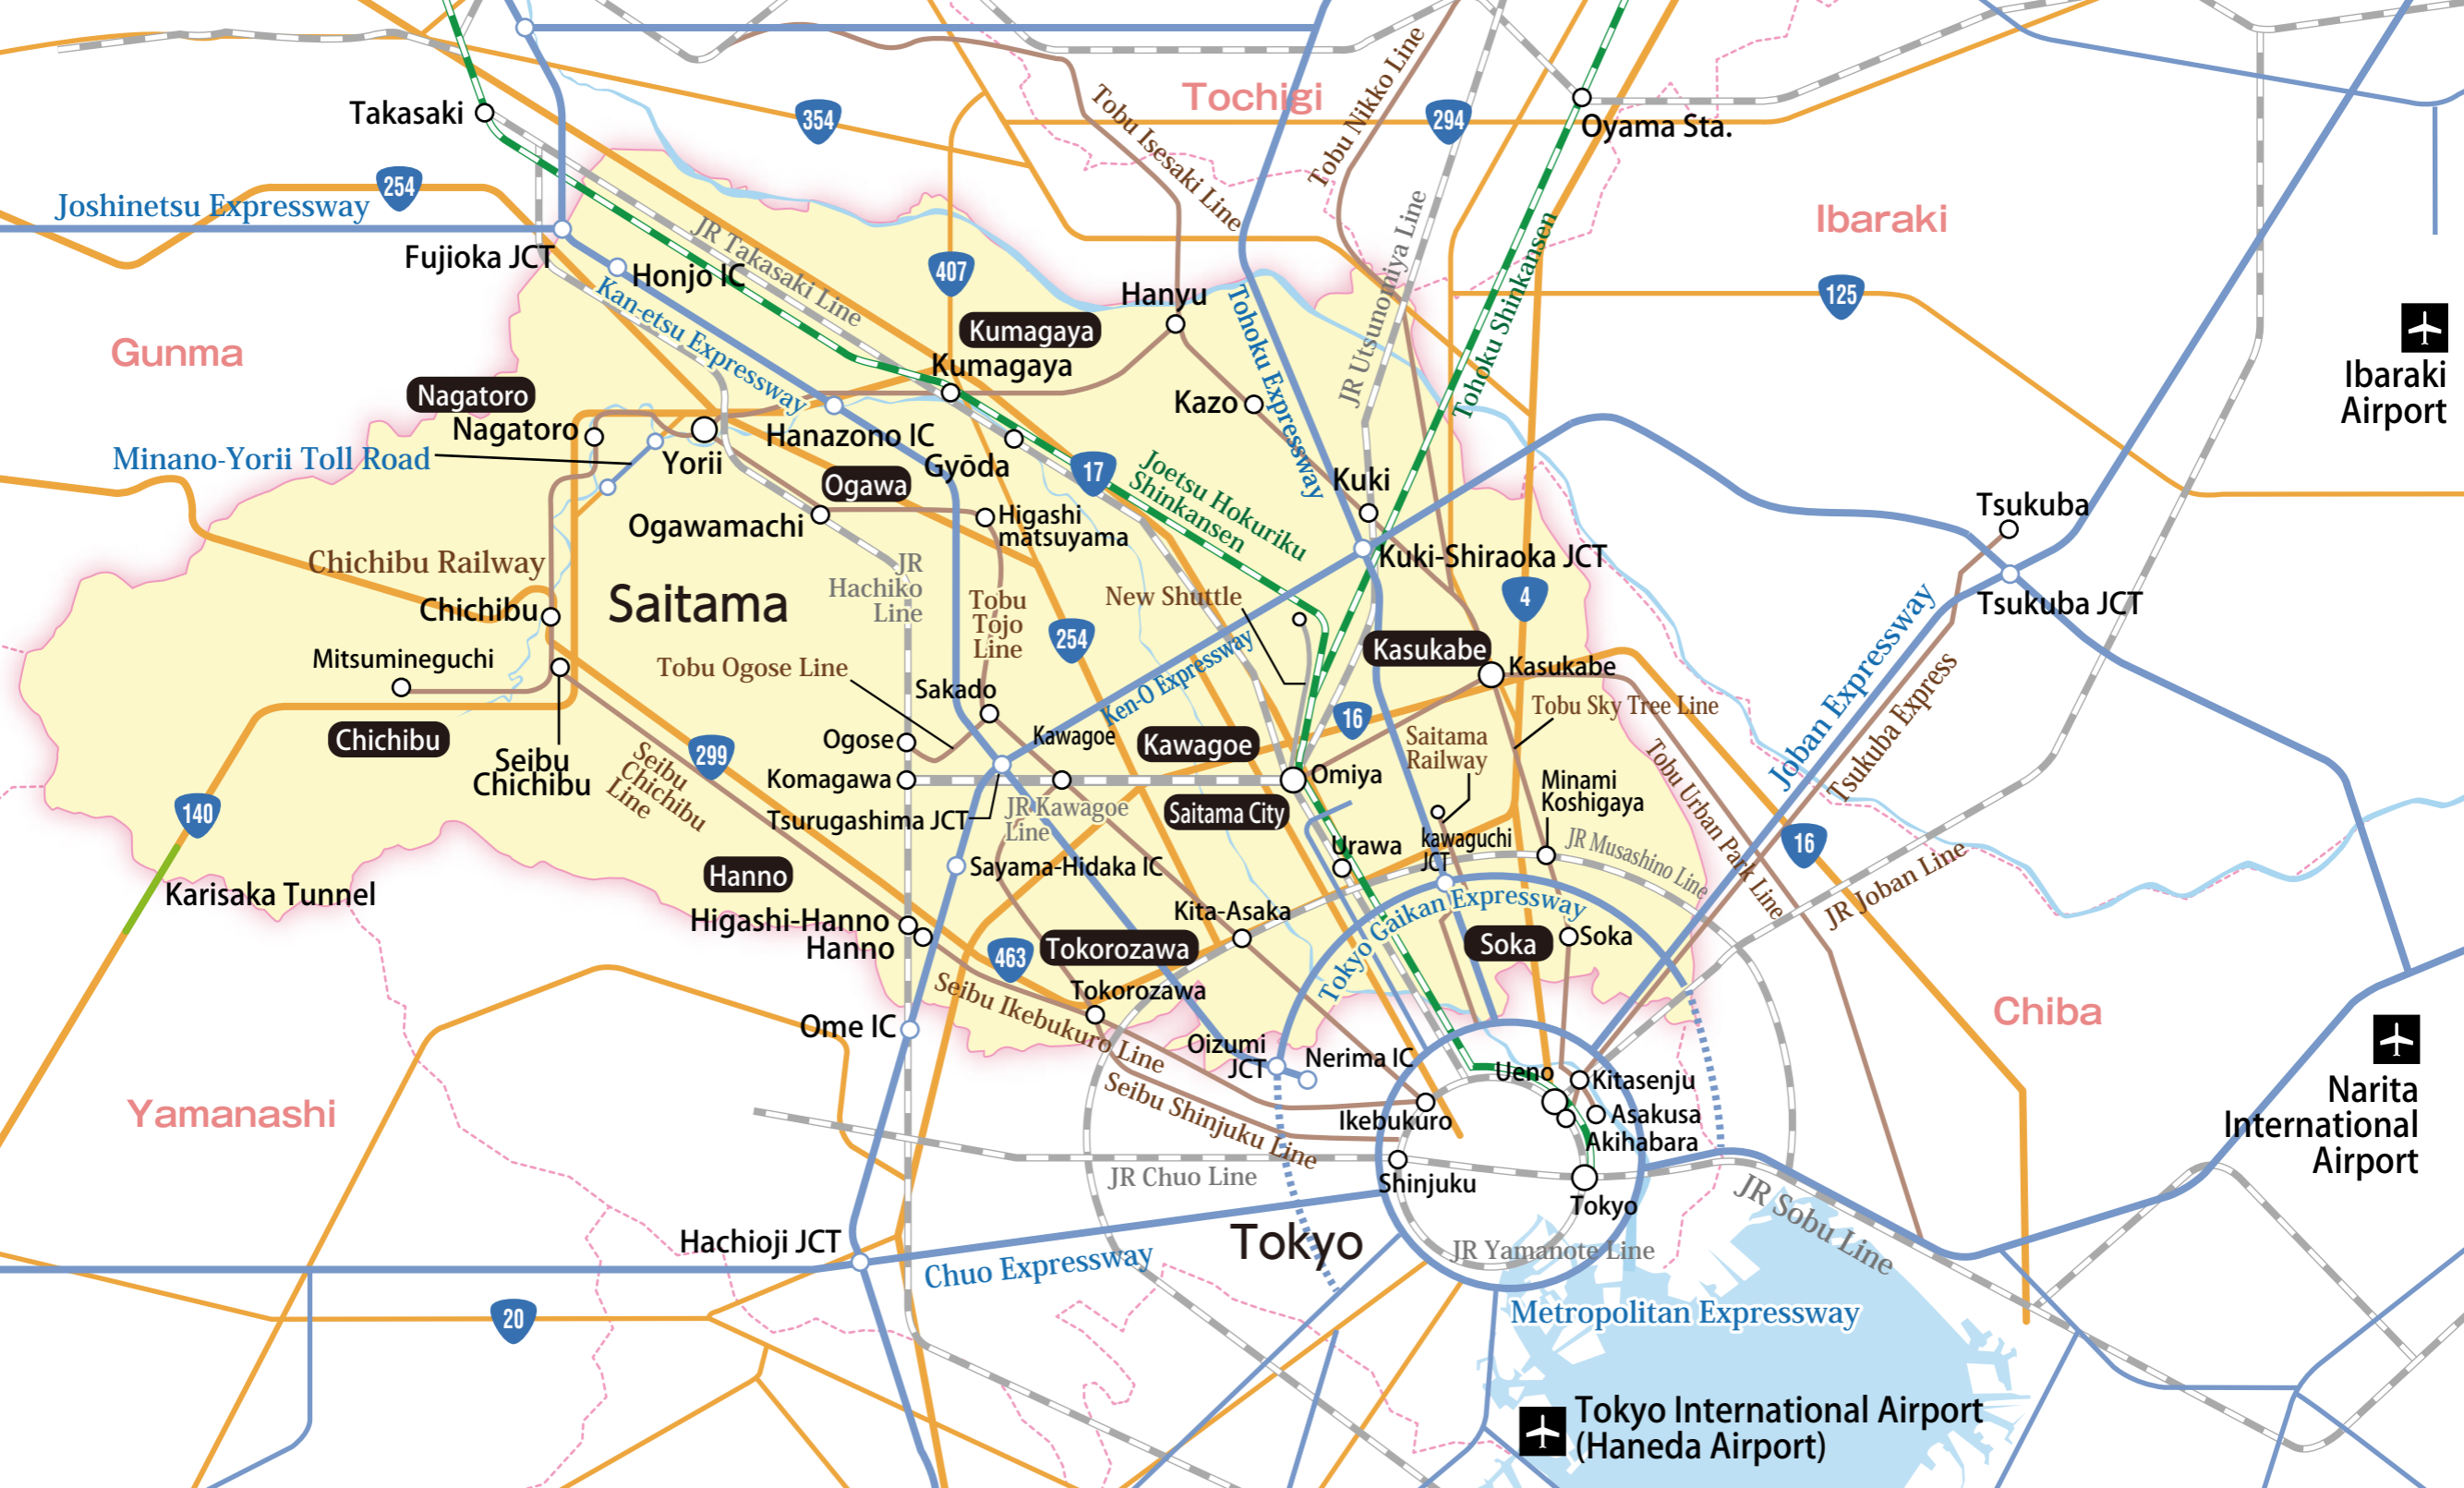 Takasaki
354
Tochigi
294
Oyama Sta.
Tobu Isesaki Line
Tobu Nikko Line
254
Joshinetsu Expressway
Fujioka JCT
Honjo IC
JR Takasaki Line
407
JR Utsunomiya Line
Tohoku Shinkansen
Ibaraki
125
Ibaraki
Airport
Gunma
Kan-etsu Expressway
Kumagaya
Kumagaya
Hanyu
Tohoku Expressway
Kazo
Nagatoro
Nagatoro
Minano-Yorii Toll Road
Yorii
Hanazono IC
Gyōda
Ogawa
17
Joetsu Hokuriku
Shinkansen
Kuki
Ogawamachi
Higashi
matsuyama
Tsukuba
Kuki-Shiraoka JCT
Tsukuba JCT
Chichibu Railway
JR
Hachiko
Line
Saitama
Tobu
Tojo
Line
254
New Shuttle
4
Chichibu
Mitsumineguchi
Chichibu
Seibu
Chichibu
Tobu Ogose Line
Sakado
Ken-O Expressway
Kasukabe
Kasukabe
Joban Expressway
Tsukuba Express
Tobu Sky Tree Line
Ogose
Kawagoe
Kawagoe
16
Saitama
Railway
Tobu Urban Park Line
299
Seibu
Chichibu
Line
Komagawa
Tsurugashima JCT
JR Kawagoe
Line
Omiya
Saitama City
Minami
Koshigaya
140
Karisaka Tunnel
Hanno
Sayama-Hidaka IC
Urawa
kawaguchi
JCT
JR Musashino Line
16
JR Joban Line
Higashi-Hanno
Hanno
463
Tokorozawa
Tokorozawa
Kita-Asaka
Tokyo Gaikan Expressway
Soka
Soka
Seibu Ikebukuro Line
Ome IC
Oizumi
JCT
Nerima IC
Chiba
Narita
International
Airport
Yamanashi
Seibu Shinjuku Line
Ikebukuro
Ueno
Kitasenju
Asakusa
Akihabara
JR Chuo Line
Shinjuku
Tokyo
JR Sobu Line
Hachioji JCT
Chuo Expressway
Tokyo
JR Yamanote Line
Metropolitan Expressway
20
Tokyo International Airport
(Haneda Airport)